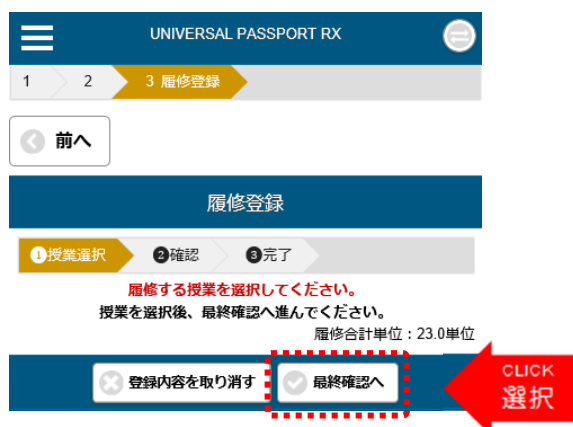 UNIVERSAL PASSPORT RX
1 2 3 履修登録
前へ
履修登録
❶授業選択 ❷確認 ❸完了
履修する授業を選択してください。
授業を選択後、最終確認へ進んでください。
履修合計単位：23.0単位
登録内容を取り消す 最終確認へ
CLICK
選択